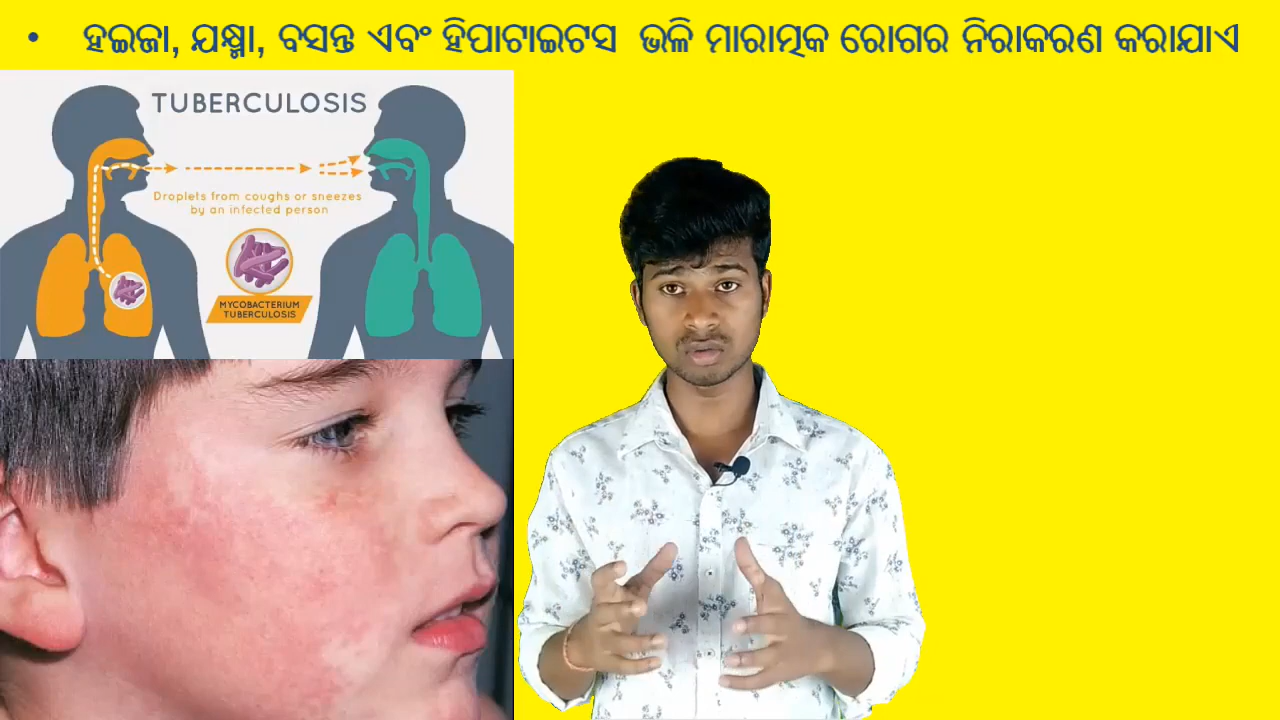 • ହଇଜା, ଯକ୍ଷ୍ମା, ବସନ୍ତ ଏବଂ ହିପାଟାଇଟସ ଭଳି ମାରାତ୍ମକ ରୋଗର ନିରାକରଣ କରାଯାଏ
TUBERCULOSIS
Droplets from coughs or sneezes
by an infected person
MYCOBACTERIUM
TUBERCULOSIS